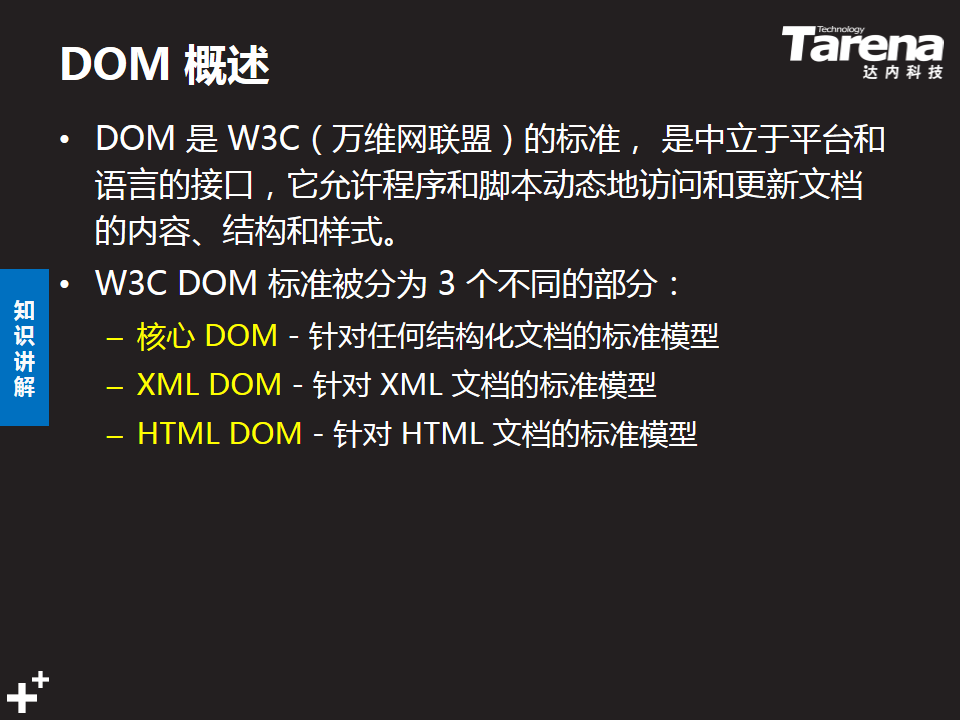 DOM 概述
Technology
Tarena
达内科技
• DOM 是 W3C（万维网联盟）的标准， 是中立于平台和
语言的接口，它允许程序和脚本动态地访问和更新文档
的内容、结构和样式。
• W3C DOM 标准被分为 3 个不同的部分：
– 核心 DOM - 针对任何结构化文档的标准模型
– XML DOM - 针对 XML 文档的标准模型
– HTML DOM - 针对 HTML 文档的标准模型
知识讲解